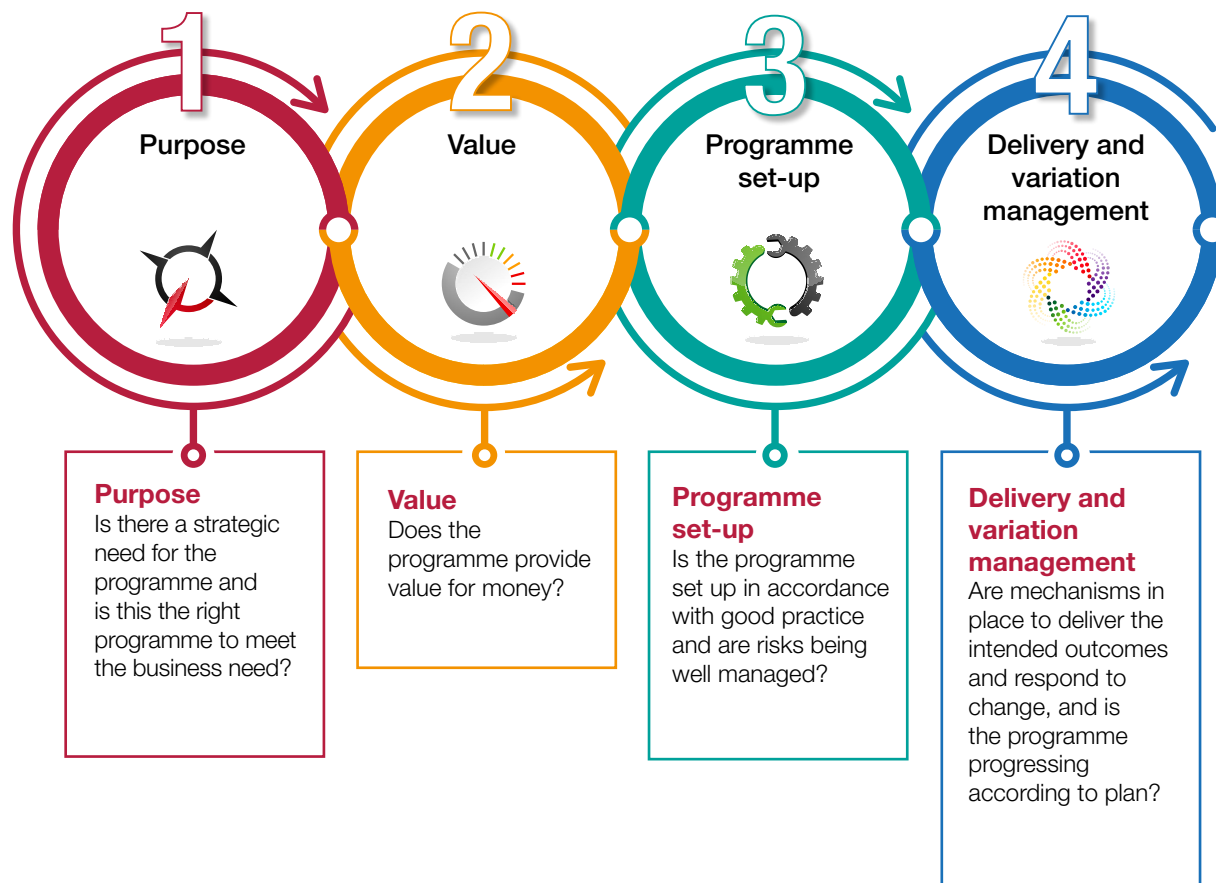 1
Purpose
2
Value
3
Programme
set-up
4
Delivery and
variation
management
Purpose
Is there a strategic
need for the
programme and
is this the right
programme to meet
the business need?
Value
Does the
programme provide
value for money?
Programme
set-up
Is the programme
set up in accordance
with good practice
and are risks being
well managed?
Delivery and
variation
management
Are mechanisms in
place to deliver the
intended outcomes
and respond to
change, and is
the programme
progressing
according to plan?